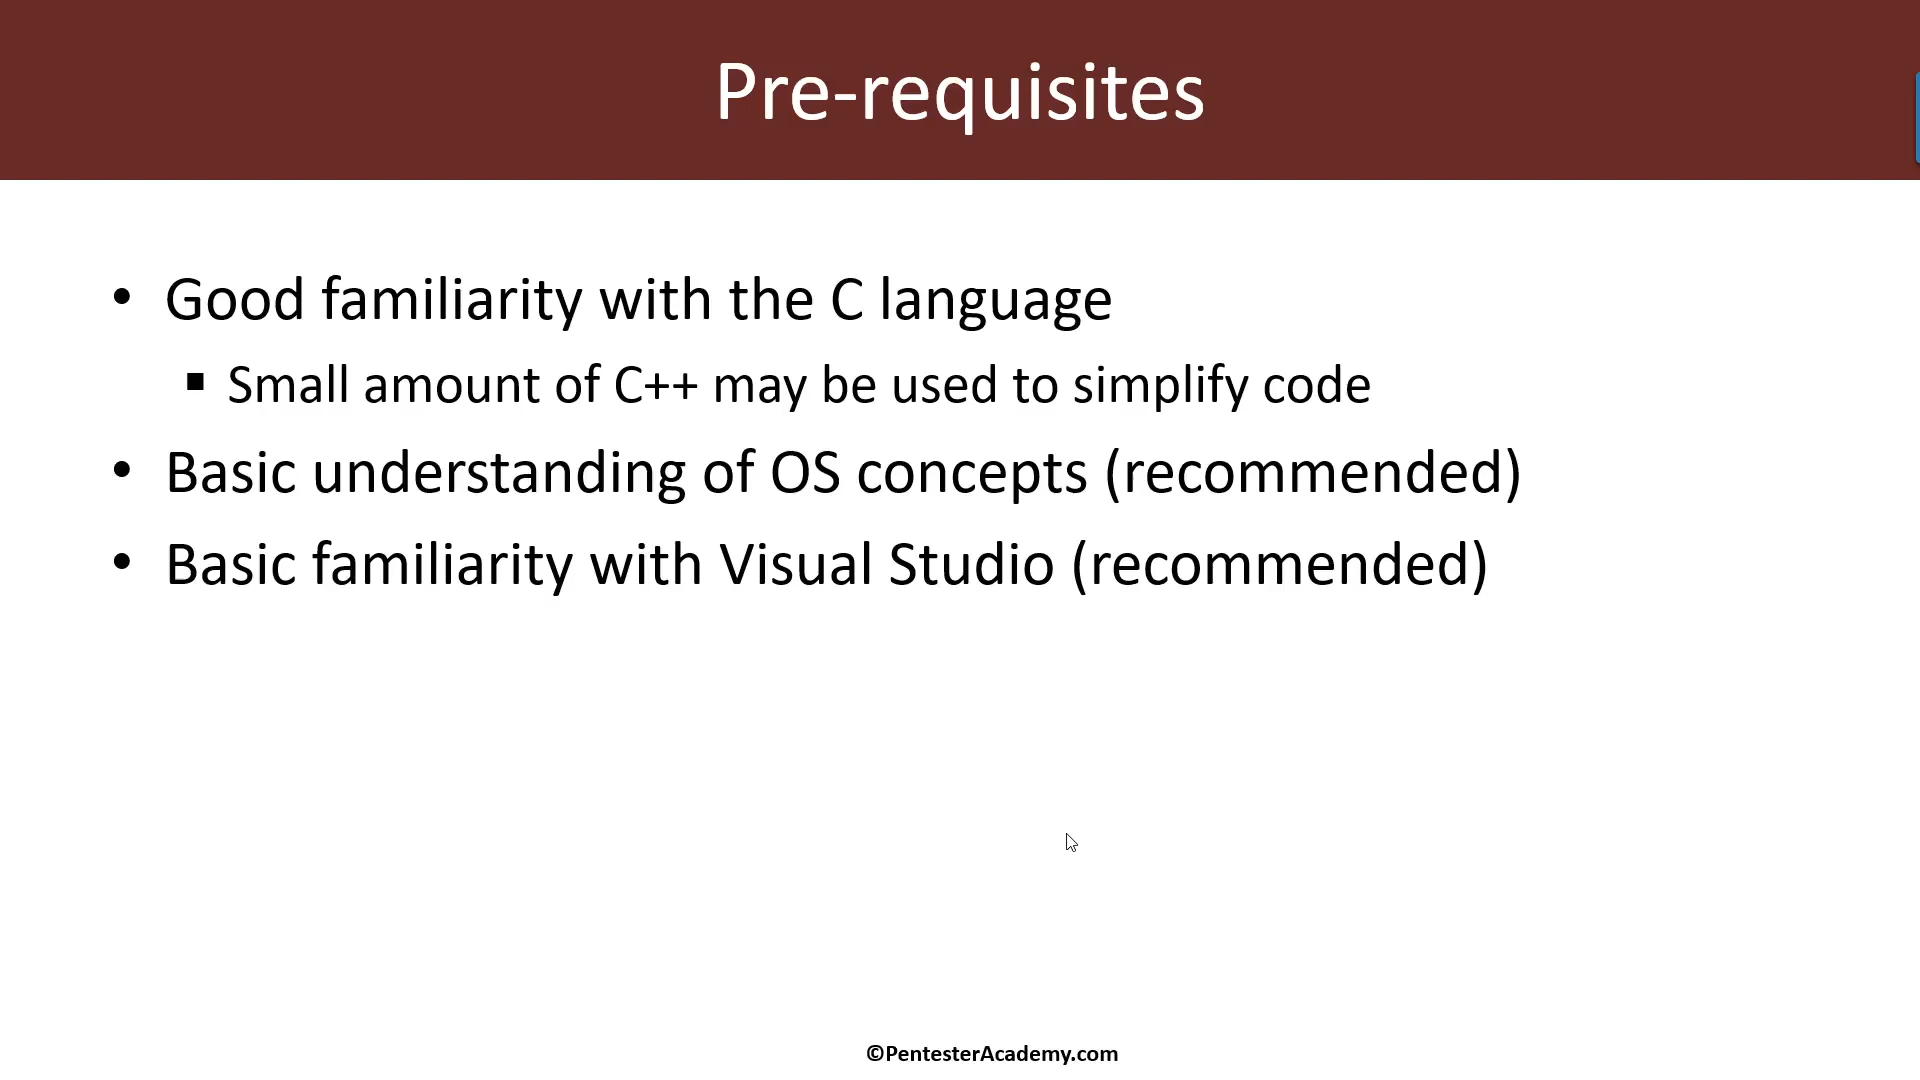 Pre-requisites
• Good familiarity with the C language
▪ Small amount of C++ may be used to simplify code
• Basic understanding of OS concepts (recommended)
• Basic familiarity with Visual Studio (recommended)
©PentesterAcademy.com